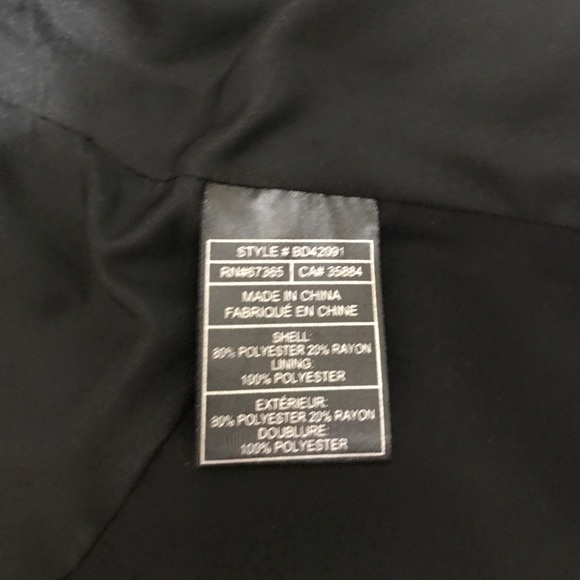 STYLE # BD42091
RN#67365 CA# 35884
MADE IN CHINA
FABRIQUÉ EN CHINE
SHELL:
80% POLYESTER 20% RAYON
LINING:
100% POLYESTER
EXTÉRIEUR:
80% POLYESTER 20% RAYON
DOUBLURE:
100% POLYESTER